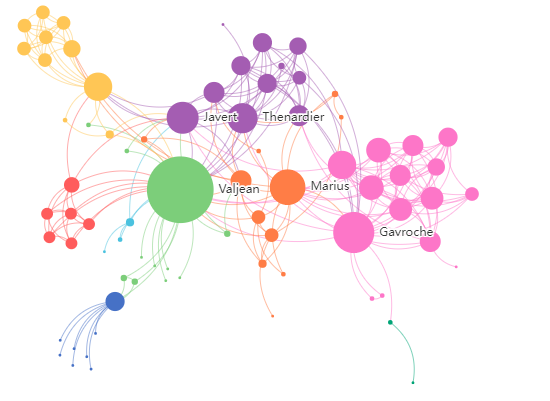 Javert
Thenardier
Valjean
Marius
Gavroche